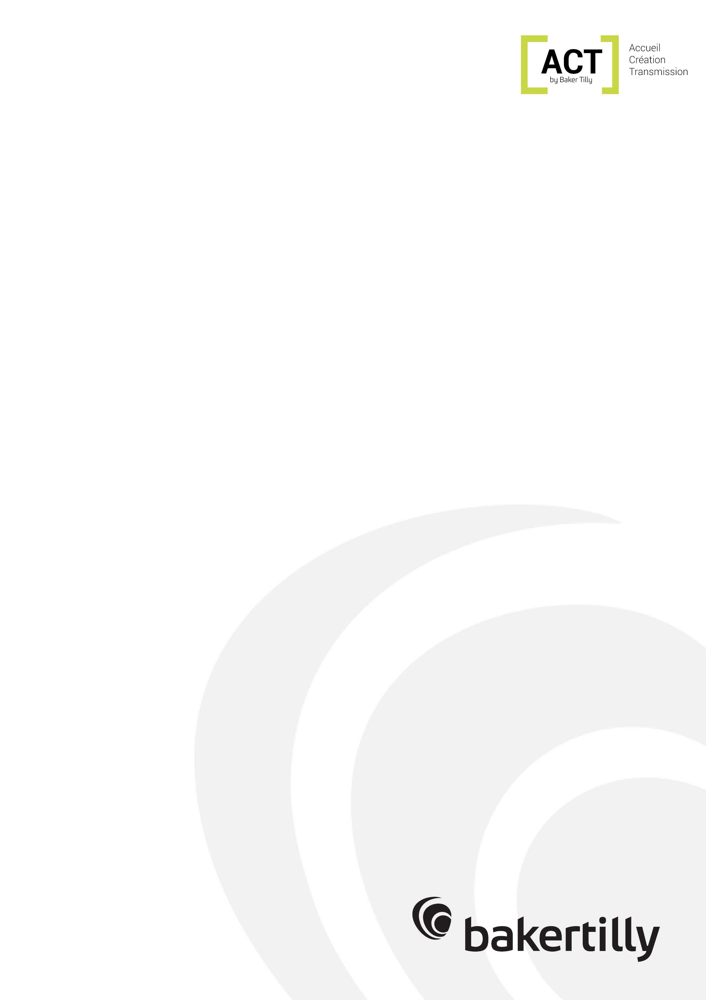 ACT
by Baker Tilly
Accueil
Création
Transmission
bakertilly